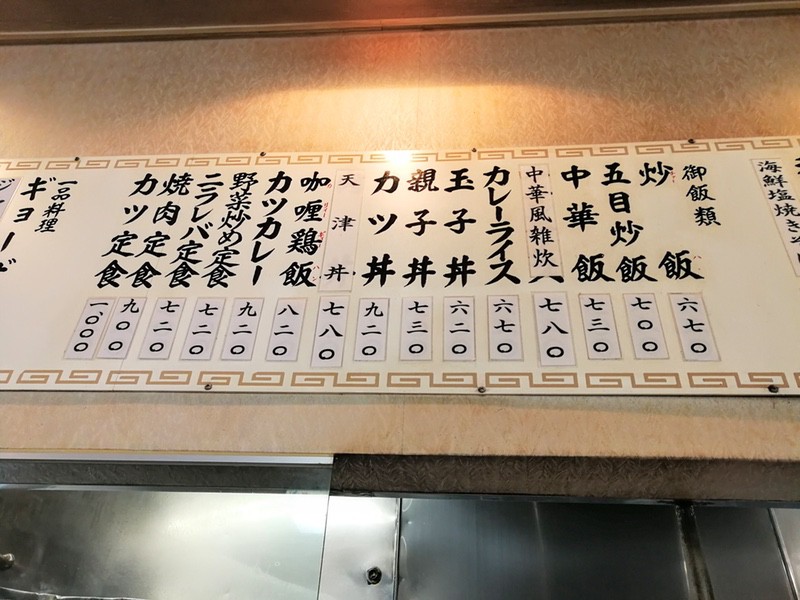 海鮮塩焼き
御飯類
炒飯
六七〇
五目炒飯
七〇〇
中華飯
七三〇
中華風雑炊
七八〇
カレーライス
六七〇
玉子丼
六二〇
親子丼
七三〇
カツ丼
九二〇
天津丼
七八〇
咖喱鶏飯
八二〇
カツカレー
九二〇
野菜炒め定食
七二〇
ニラレバ定食
七二〇
焼肉定食
九〇〇
カツ定食
一、〇〇〇
一品料理
ギョーザ